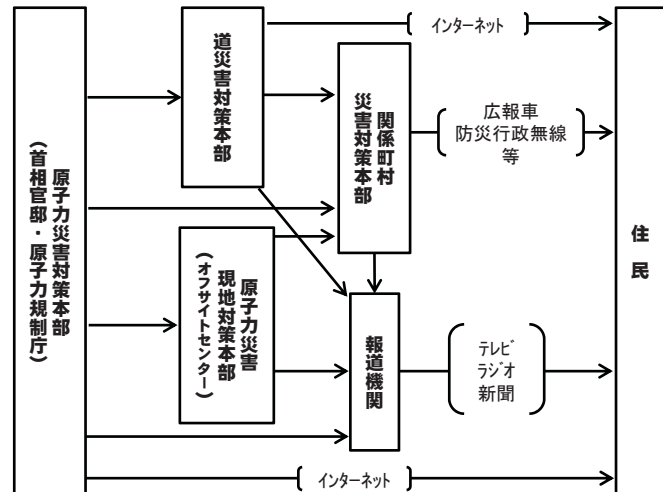 原子力災害対策本部
(首相官邸・原子力規制庁)
道災害対策本部
インターネット
関係町村
災害対策本部
広報車
防災行政無線
等
原子力災害
現地対策本部
(オフサイトセンター)
報道機関
テレビ
ラジオ
新聞
インターネット
住民